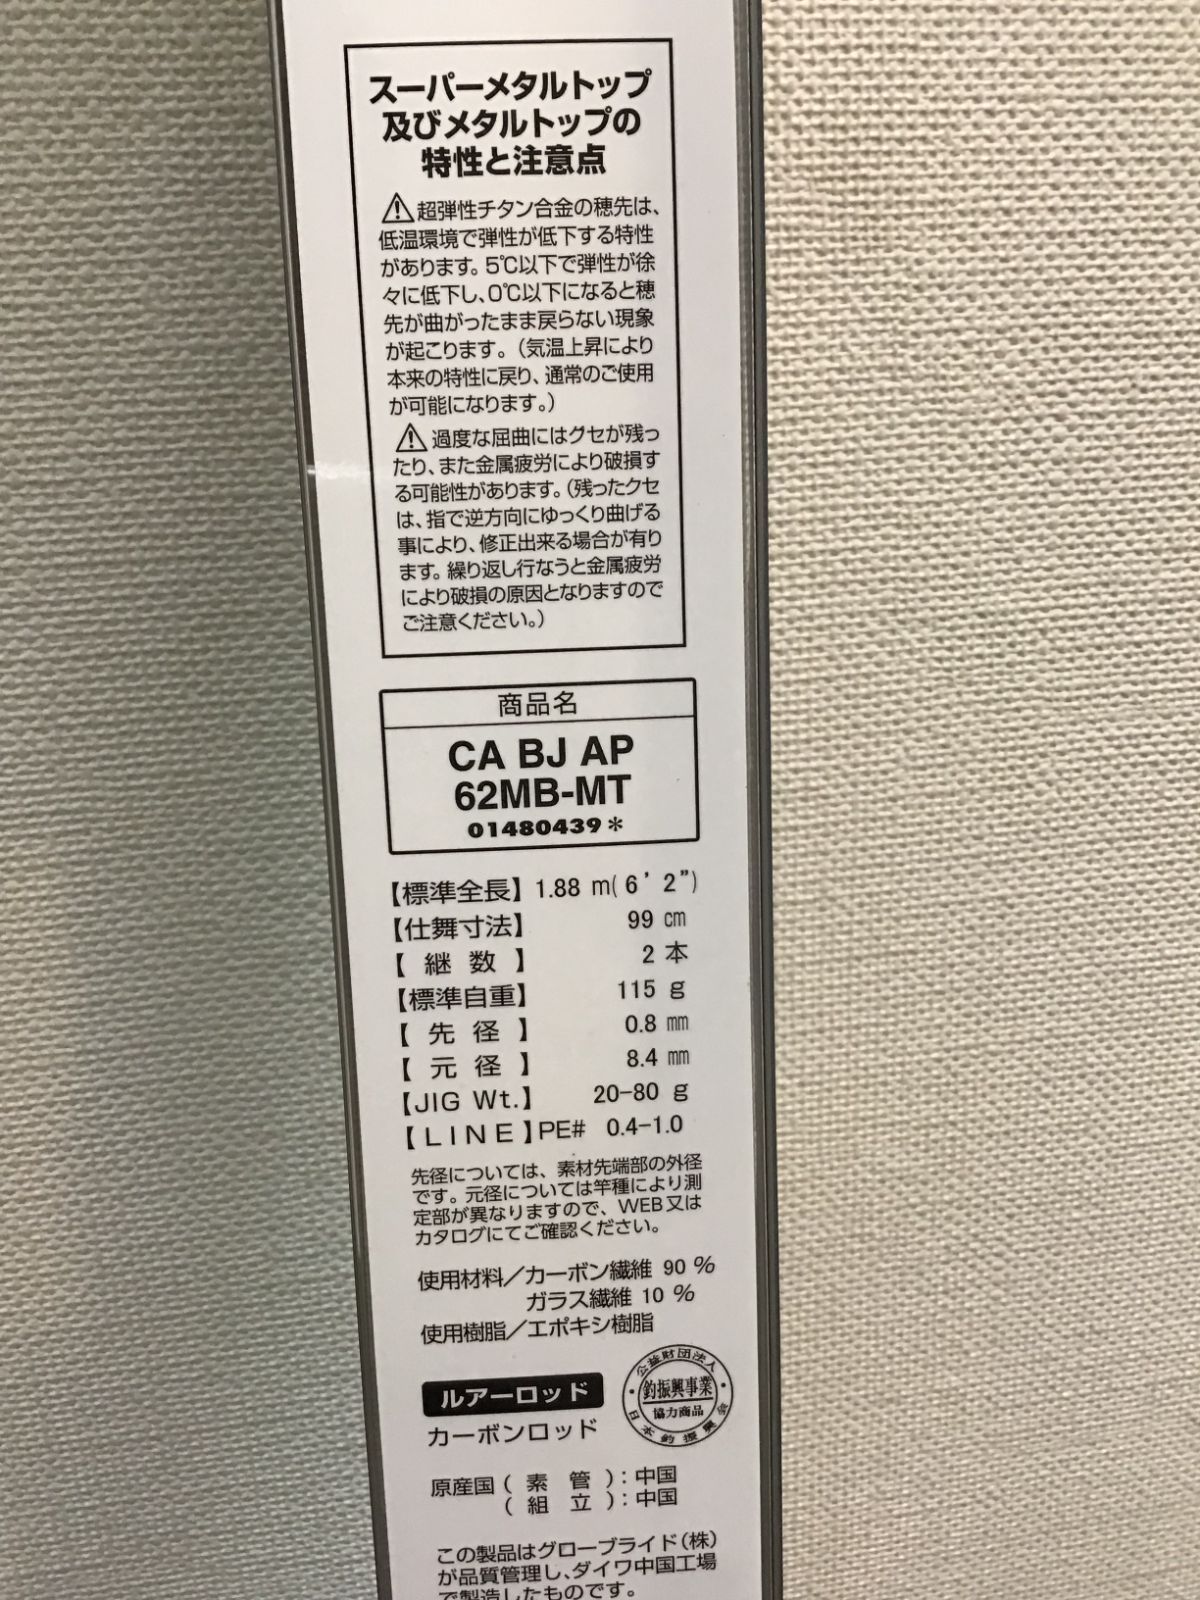 スーパーメタルトップ
及びメタルトップの
特性と注意点
⚠超弾性チタン合金の穂先は、
低温環境で弾性が低下する特性
があります。5℃以下で弾性が徐
々に低下し、0℃以下になると穂
先が曲がったまま戻らない現象
が起こります。（気温上昇により
本来の特性に戻り、通常のご使用
が可能になります。）
⚠過度な屈曲にはクセが残っ
たり、また金属疲労により破損す
る可能性があります。（残ったクセ
は、指で逆方向にゆっくり曲げる
事により、修正出来る場合が有り
ます。繰り返し行なうと金属疲労
により破損の原因となりますので
ご注意ください。）
商品名
CA BJ AP
62MB-MT
01480439*
【標準全長】1.88 m(6'2")
【仕舞寸法】 99 cm
【継数】 2 本
【標準自重】 115 g
【先径】 0.8 mm
【元径】 8.4 mm
【JIG Wt.】 20-80 g
【LINE】PE# 0.4-1.0
先径については、素材先端部の外径
です。元径については竿種により測
定部が異なりますので、WEB又は
カタログにてご確認ください。
使用材料／カーボン繊維 90 %
ガラス繊維 10 %
使用樹脂／エポキシ樹脂
ルアーロッド
カーボンロッド
公益財団法人
釣振興事業
協力商品
日本釣振興会
原産国(素管):中国
(組立):中国
この製品はグローブライド(株)
が品質管理し、ダイワ中国工場
で製造したものです。